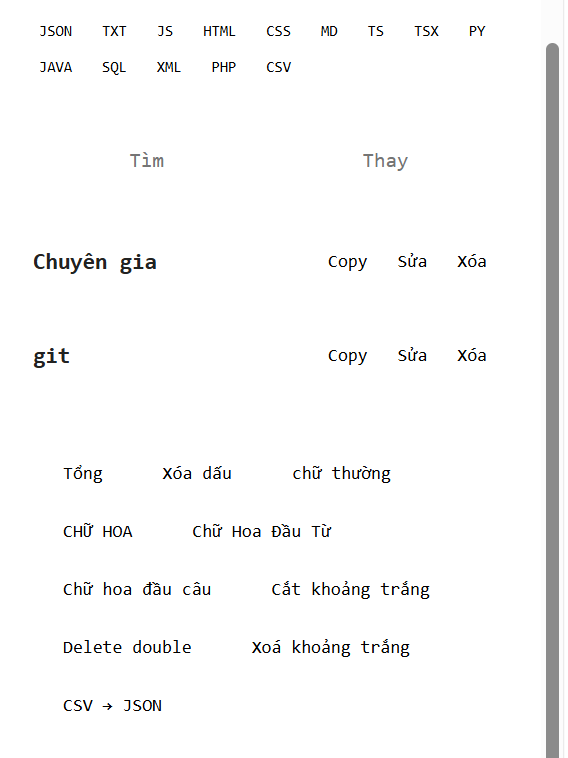 JSON TXT JS HTML CSS MD TS TSX PY
JAVA SQL XML PHP CSV
Tìm Thay
Chuyên gia Copy Sửa Xóa
git Copy Sửa Xóa
Tổng Xóa dấu chữ thường
CHỮ HOA Chữ Hoa Đầu Từ
Chữ hoa đầu câu Cắt khoảng trắng
Delete double Xoá khoảng trắng
CSV → JSON